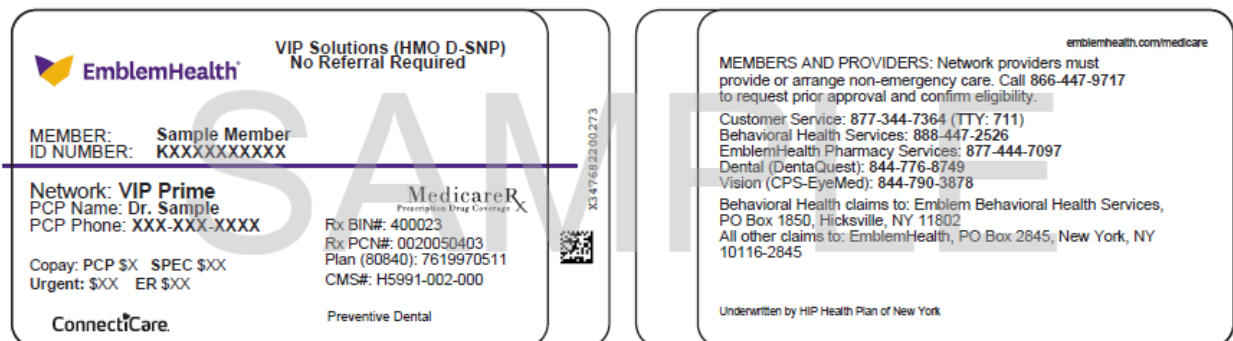 EmblemHealth®
VIP Solutions (HMO D-SNP)
No Referral Required
MEMBER: Sample Member
ID NUMBER: KXXXXXXXXXX
Network: VIP Prime
PCP Name: Dr. Sample
PCP Phone: XXX-XXX-XXXX
Copay: PCP $X SPEC $XX
Urgent: $XX ER $XX
ConnectiCare.
MedicareRx
Prescription Drug Coverage
Rx BIN#: 400023
Rx PCN#: 0020050403
Plan (80840): 7619970511
CMS#: H5991-002-000
Preventive Dental
X347682200273
emblemhealth.com/medicare
MEMBERS AND PROVIDERS: Network providers must
provide or arrange non-emergency care. Call 866-447-9717
to request prior approval and confirm eligibility.
Customer Service: 877-344-7364 (TTY: 711)
Behavioral Health Services: 888-447-2526
EmblemHealth Pharmacy Services: 877-444-7097
Dental (DentaQuest): 844-776-8749
Vision (CPS-EyeMed): 844-790-3878
Behavioral Health claims to: Emblem Behavioral Health Services,
PO Box 1850, Hicksville, NY 11802
All other claims to: EmblemHealth, PO Box 2845, New York, NY
10116-2845
Underwritten by HIP Health Plan of New York
SAMPLE